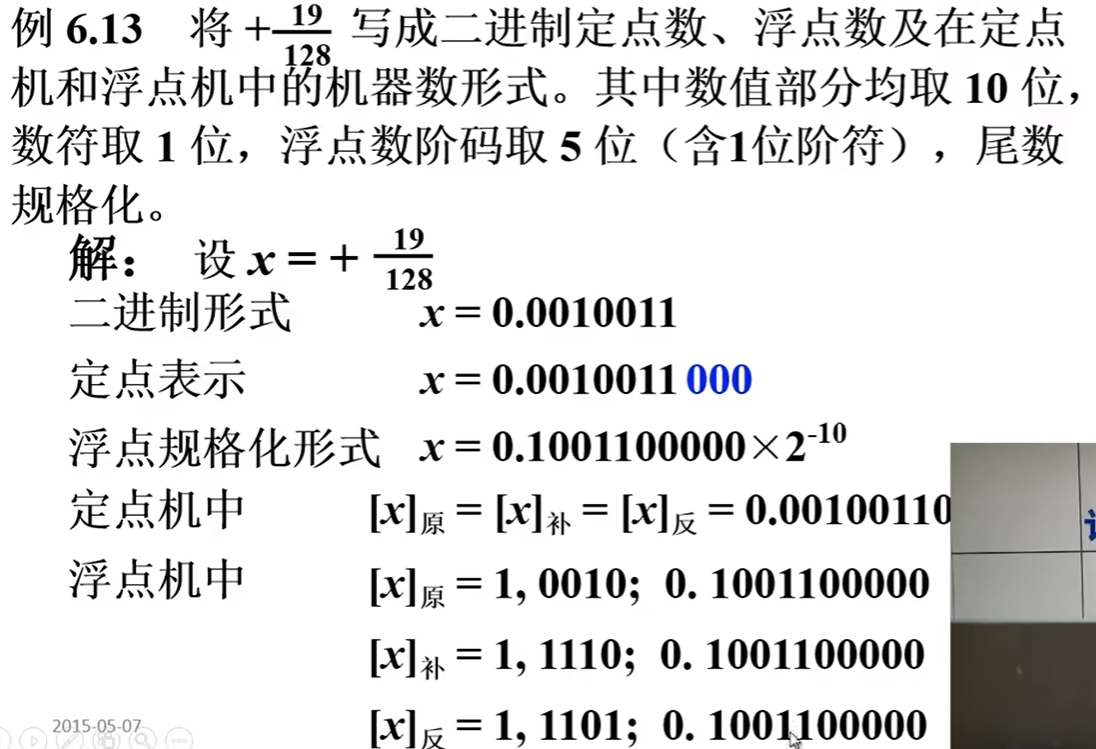 例 6.13 将 +19/128 写成二进制定点数、浮点数及在定点
机和浮点机中的机器数形式。其中数值部分均取 10 位，
数符取 1 位，浮点数阶码取 5 位（含1位阶符），尾数
规格化。
解： 设 x = + 19/128
二进制形式 x = 0.0010011
定点表示 x = 0.0010011 000
浮点规格化形式 x = 0.1001100000×2^-10
定点机中 [x]原 = [x]补 = [x]反 = 0.00100110
浮点机中 [x]原 = 1, 0010; 0. 1001100000
[x]补 = 1, 1110; 0. 1001100000
[x]反 = 1, 1101; 0. 1001100000
2015-05-07